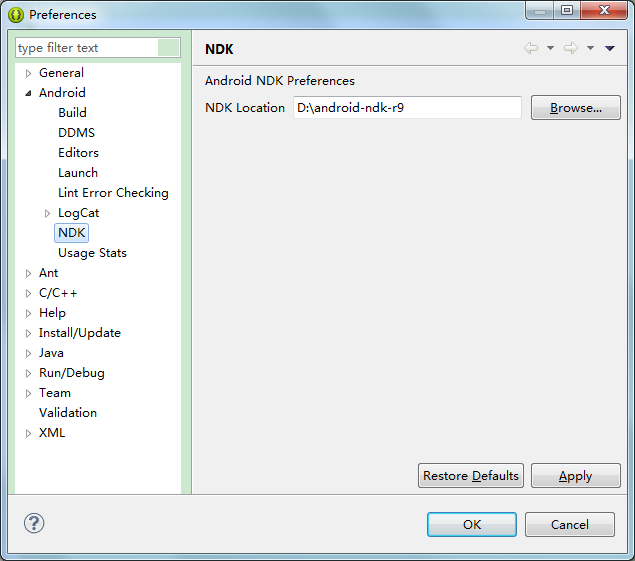 Preferences
type filter text
General
Android
Build
DDMS
Editors
Launch
Lint Error Checking
LogCat
NDK
Usage Stats
Ant
C/C++
Help
Install/Update
Java
Run/Debug
Team
Validation
XML
NDK
Android NDK Preferences
NDK Location D:\android-ndk-r9 Browse...
Restore Defaults Apply
OK Cancel